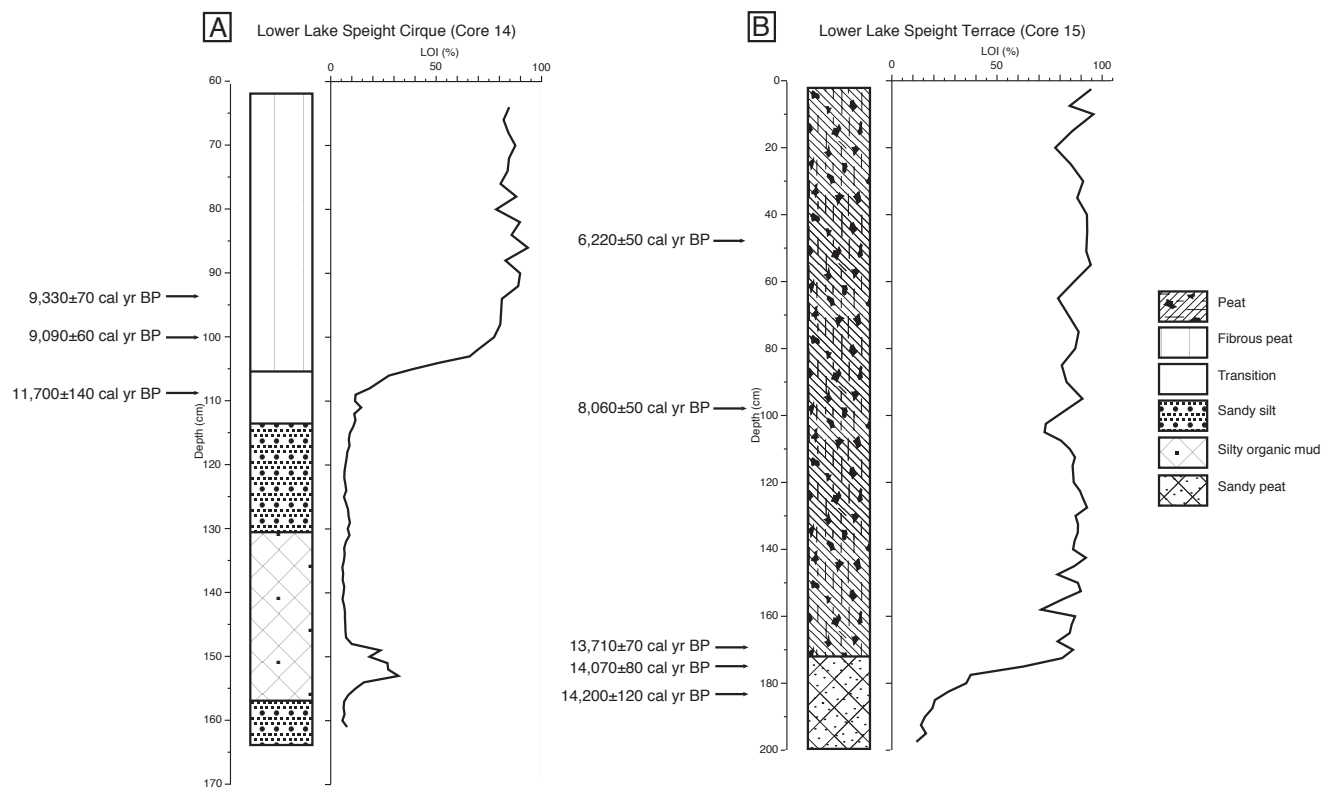 A
Lower Lake Speight Cirque (Core 14)
LOI (%)
0 50 100
60
70
80
90
100
110
120
130
140
150
160
170
Depth (cm)
9,330±70 cal yr BP
9,090±60 cal yr BP
11,700±140 cal yr BP
B
Lower Lake Speight Terrace (Core 15)
LOI (%)
0 50 100
0
20
40
60
80
100
120
140
160
180
200
Depth (cm)
6,220±50 cal yr BP
8,060±50 cal yr BP
13,710±70 cal yr BP
14,070±80 cal yr BP
14,200±120 cal yr BP
Peat
Fibrous peat
Transition
Sandy silt
Silty organic mud
Sandy peat